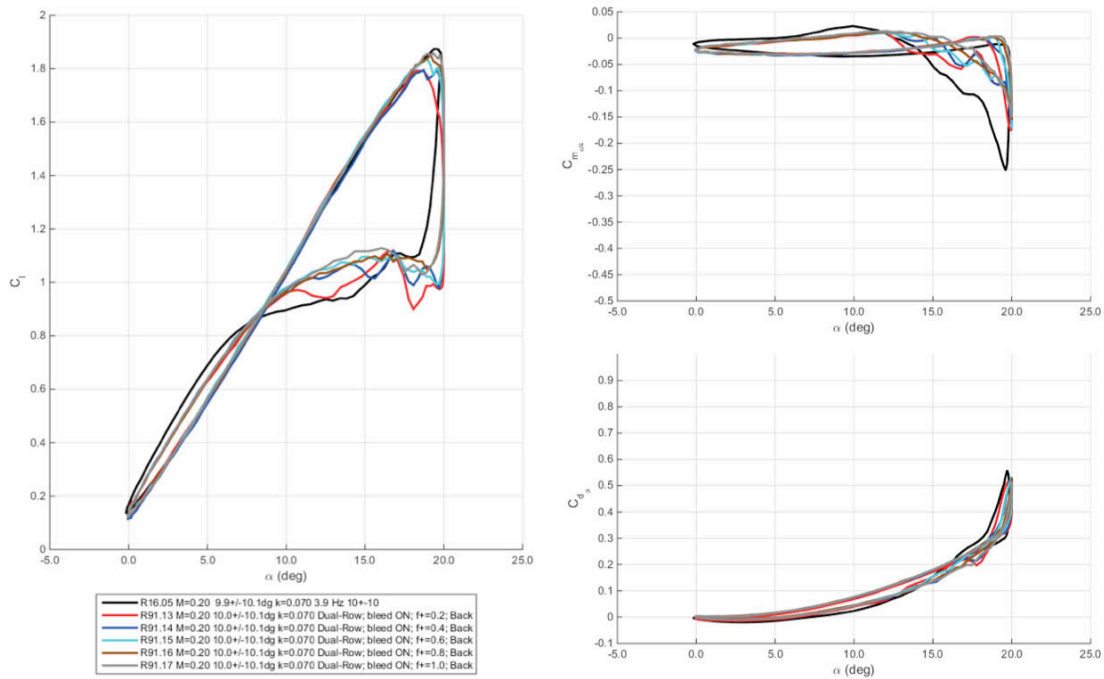 2
1.8
1.6
1.4
1.2
1
0.8
0.6
0.4
0.2
0
C_l
-5.0 0.0 5.0 10.0 15.0 20.0 25.0
α (deg)
R16.05 M=0.20 9.9+/-10.1dg k=0.070 3.9 Hz 10+-10
R91.13 M=0.20 10.0+/-10.1dg k=0.070 Dual-Row; bleed ON; f+=0.2; Back
R91.14 M=0.20 10.0+/-10.1dg k=0.070 Dual-Row; bleed ON; f+=0.4; Back
R91.15 M=0.20 10.0+/-10.1dg k=0.070 Dual-Row; bleed ON; f+=0.6; Back
R91.16 M=0.20 10.0+/-10.1dg k=0.070 Dual-Row; bleed ON; f+=0.8; Back
R91.17 M=0.20 10.0+/-10.1dg k=0.070 Dual-Row; bleed ON; f+=1.0; Back
0.05
0
-0.05
-0.1
-0.15
-0.2
-0.25
-0.3
-0.35
-0.4
-0.45
-0.5
C_m
-5.0 0.0 5.0 10.0 15.0 20.0 25.0
α (deg)
0.9
0.8
0.7
0.6
0.5
0.4
0.3
0.2
0.1
0
-0.1
C_d_p
-5.0 0.0 5.0 10.0 15.0 20.0 25.0
α (deg)